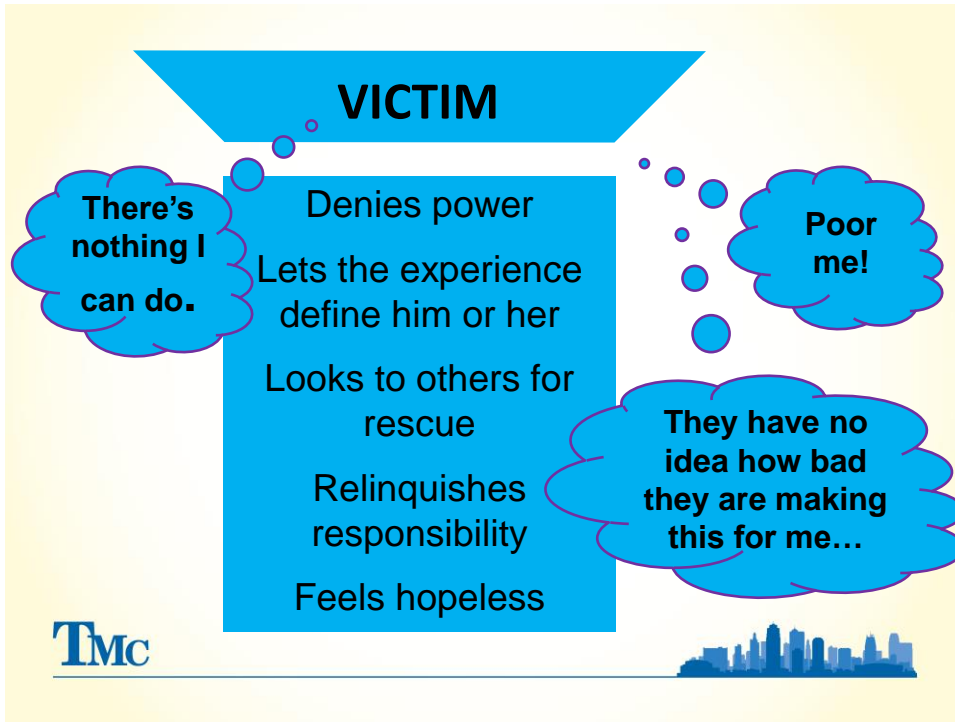 VICTIM
There's
nothing I
can do.
Denies power
Lets the experience
define him or her
Looks to others for
rescue
Relinquishes
responsibility
Feels hopeless
Poor
me!
They have no
idea how bad
they are making
this for me…
TMC